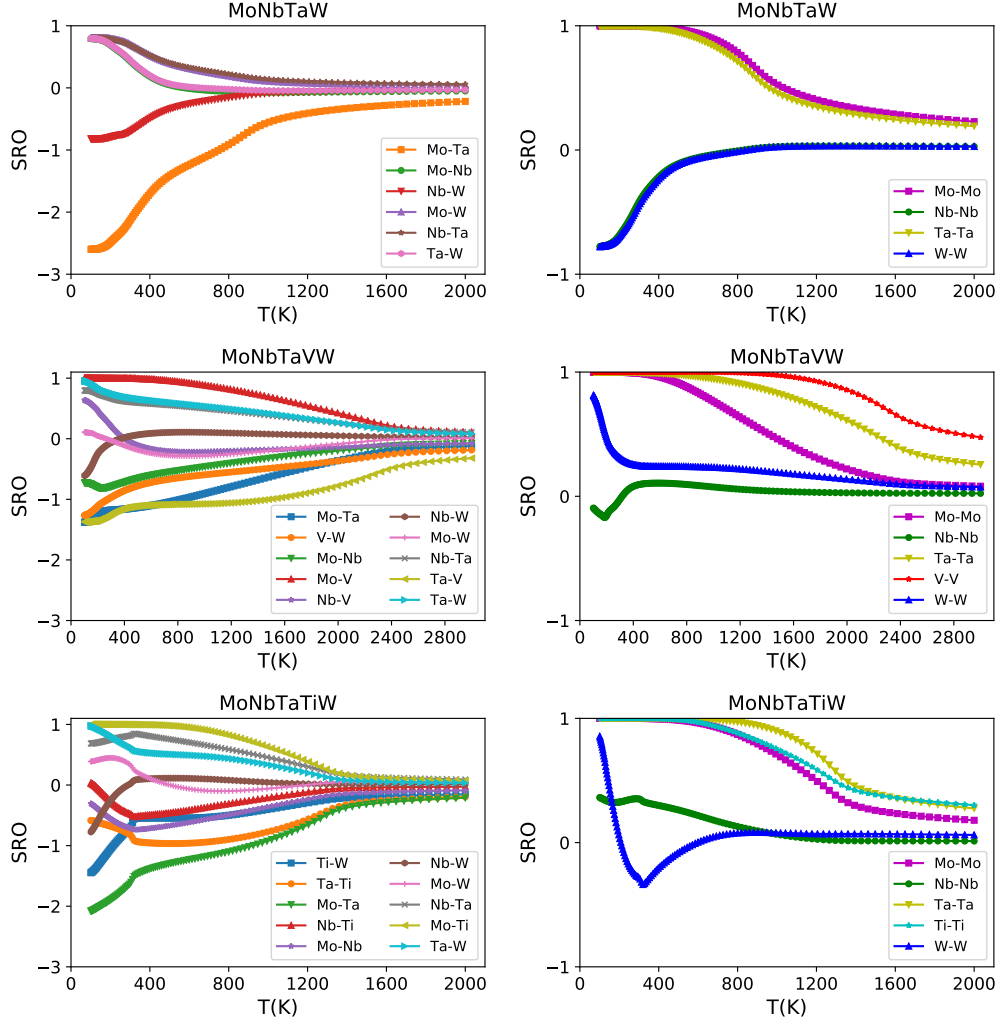 MoNbTaW
SRO
1
0
−1
−2
−3
0
400
800
1200
1600
2000
T(K)
Mo-Ta
Mo-Nb
Nb-W
Mo-W
Nb-Ta
Ta-W
MoNbTaW
SRO
1
0
−1
0
400
800
1200
1600
2000
T(K)
Mo-Mo
Nb-Nb
Ta-Ta
W-W
MoNbTaVW
SRO
1
0
−1
−2
−3
0
400
800
1200
1600
2000
2400
2800
T(K)
Mo-Ta
V-W
Mo-Nb
Mo-V
Nb-V
Nb-W
Mo-W
Nb-Ta
Ta-V
Ta-W
MoNbTaVW
SRO
1
0
−1
0
400
800
1200
1600
2000
2400
2800
T(K)
Mo-Mo
Nb-Nb
Ta-Ta
V-V
W-W
MoNbTaTiW
SRO
1
0
−1
−2
−3
0
400
800
1200
1600
2000
T(K)
Ti-W
Ta-Ti
Mo-Ta
Nb-Ti
Mo-Nb
Nb-W
Mo-W
Nb-Ta
Mo-Ti
Ta-W
MoNbTaTiW
SRO
1
0
−1
0
400
800
1200
1600
2000
T(K)
Mo-Mo
Nb-Nb
Ta-Ta
Ti-Ti
W-W